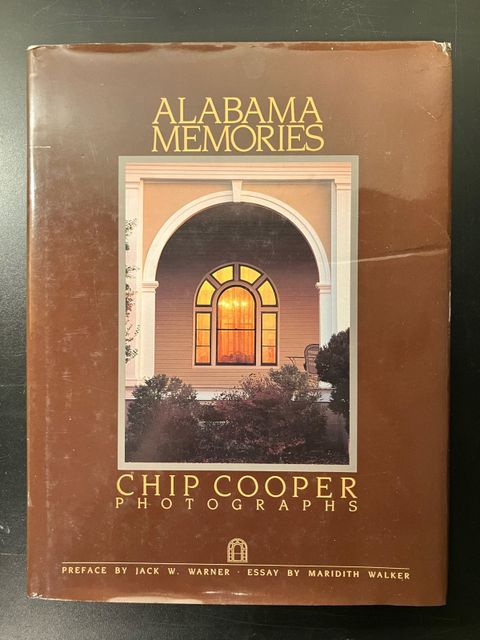 ALABAMA
MEMORIES
CHIP COOPER
PHOTOGRAPHS
PREFACE BY JACK W. WARNER · ESSAY BY MARIDITH WALKER